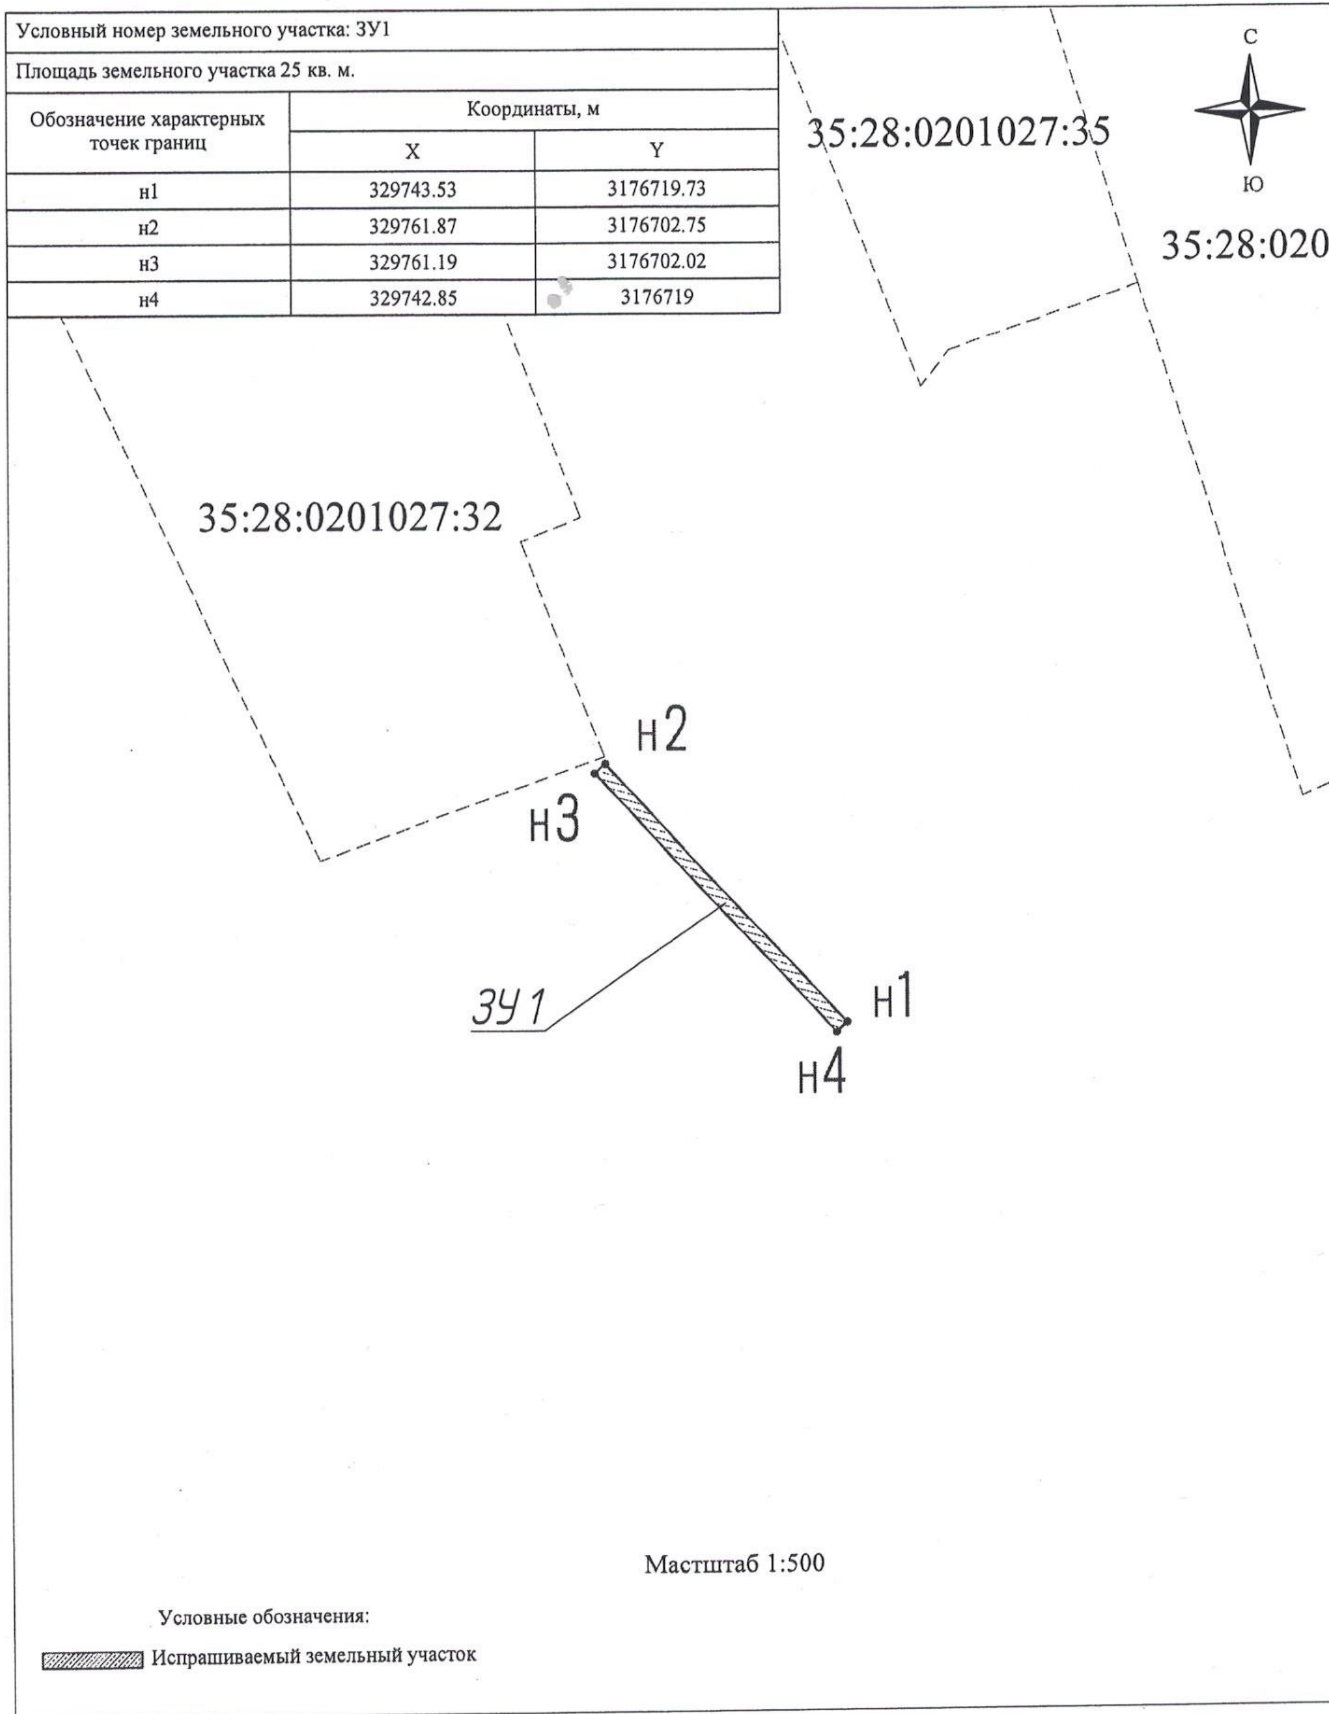 Условный номер земельного участка: ЗУ1
Площадь земельного участка 25 кв. м.
Обозначение характерных точек границ
Координаты, м
X
Y
н1 329743.53 3176719.73
н2 329761.87 3176702.75
н3 329761.19 3176702.02
н4 329742.85 3176719
35:28:0201027:35
С
Ю
35:28:020
35:28:0201027:32
н2
н3
ЗУ1
н1
н4
Мастштаб 1:500
Условные обозначения:
Испрашиваемый земельный участок